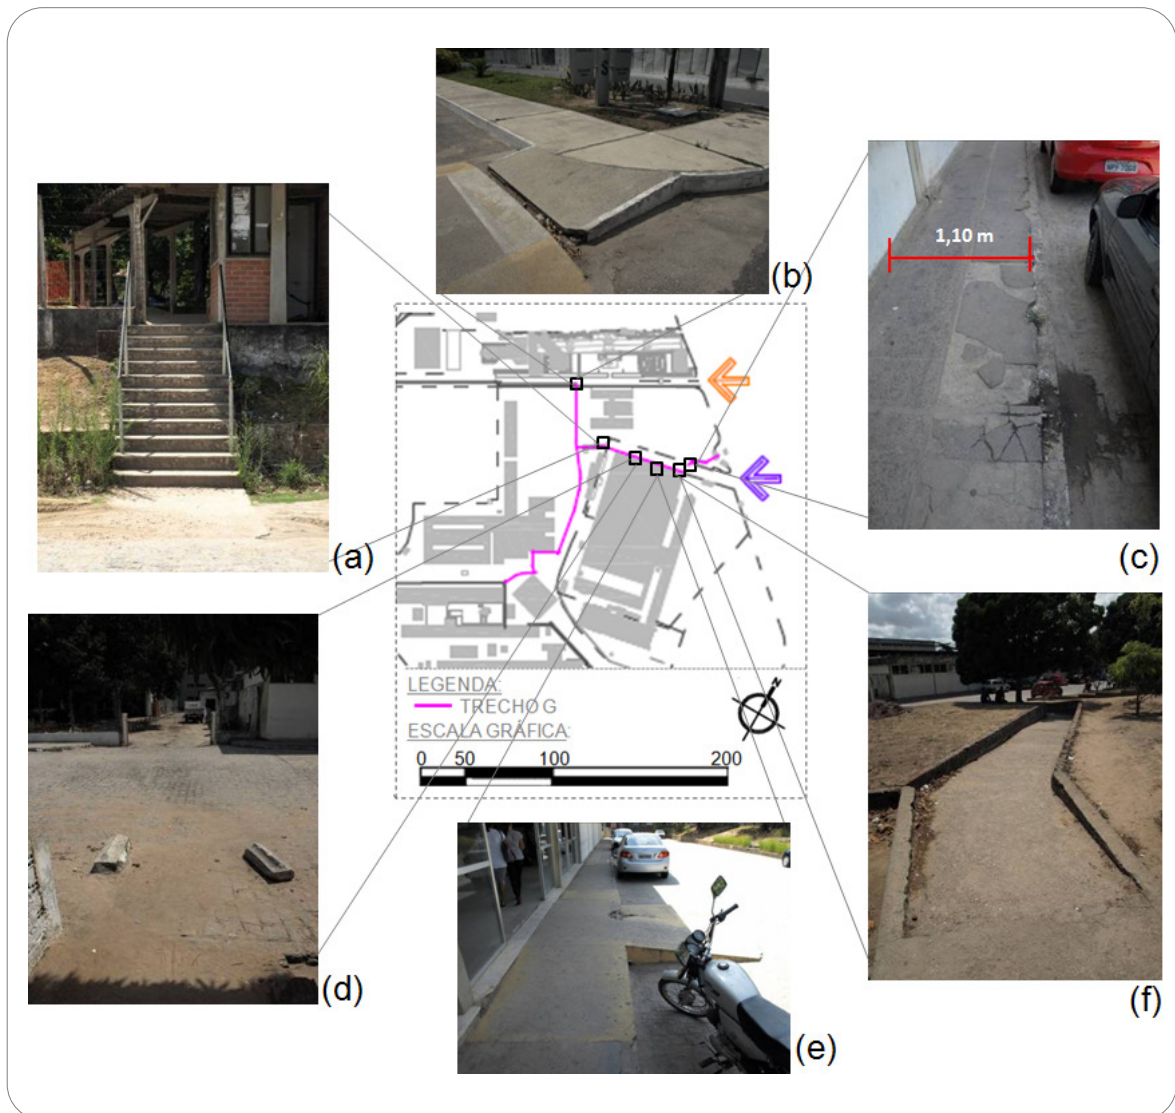 (b)
1,10 m
(a)
(c)
LEGENDA:
TRECHO G
N
ESCALA GRÁFICA:
0 50 100 200
(d)
(e)
(f)